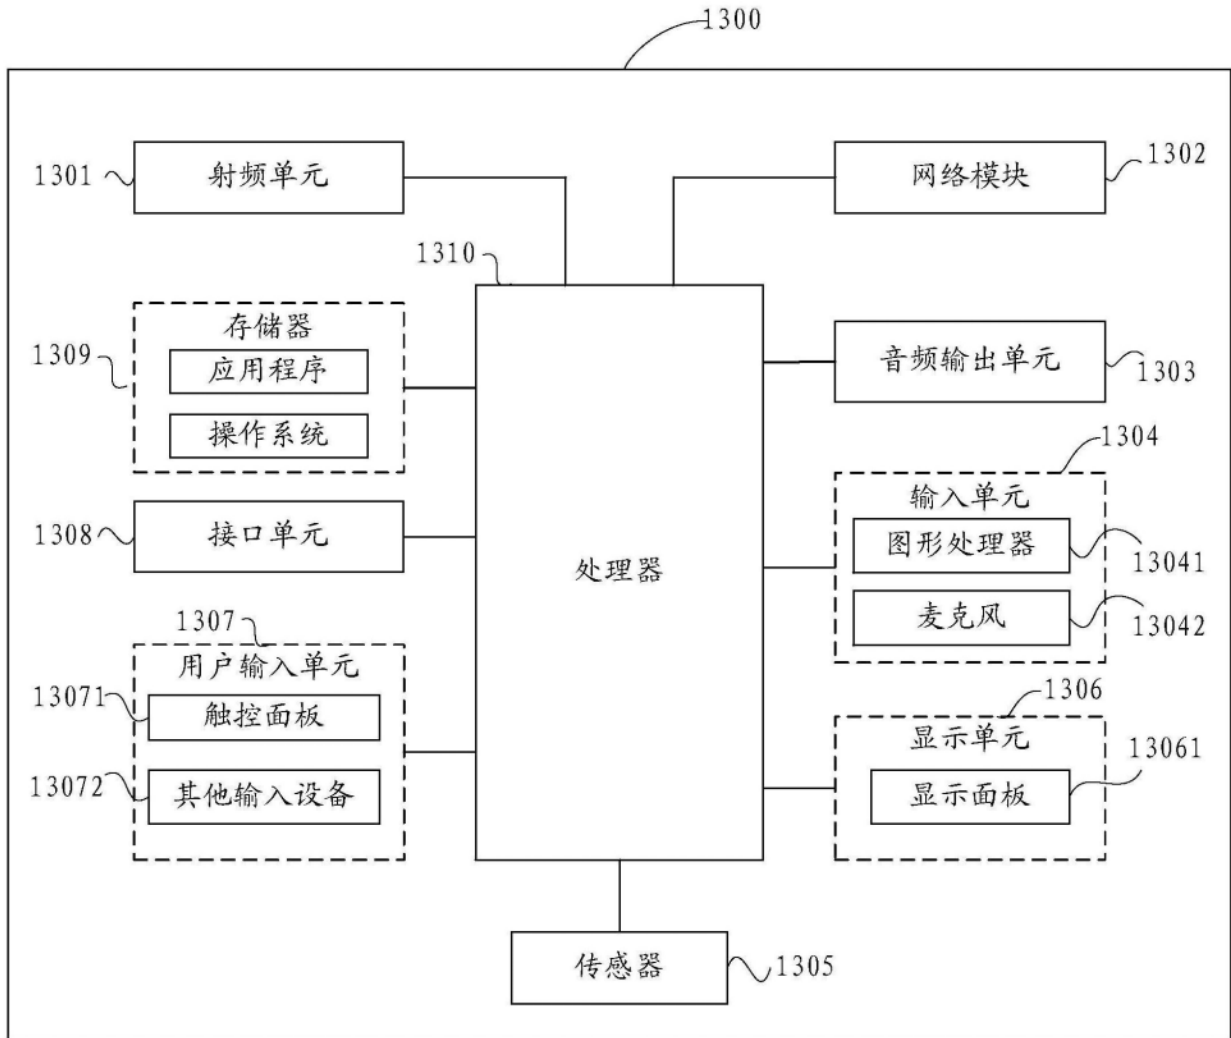 1300
1301
射频单元
网络模块
1302
1310
存储器
1309
应用程序
操作系统
音频输出单元
1303
1304
输入单元
图形处理器
13041
麦克风
13042
1308
接口单元
处理器
1307
用户输入单元
13071
触控面板
13072
其他输入设备
1306
显示单元
13061
显示面板
传感器
1305